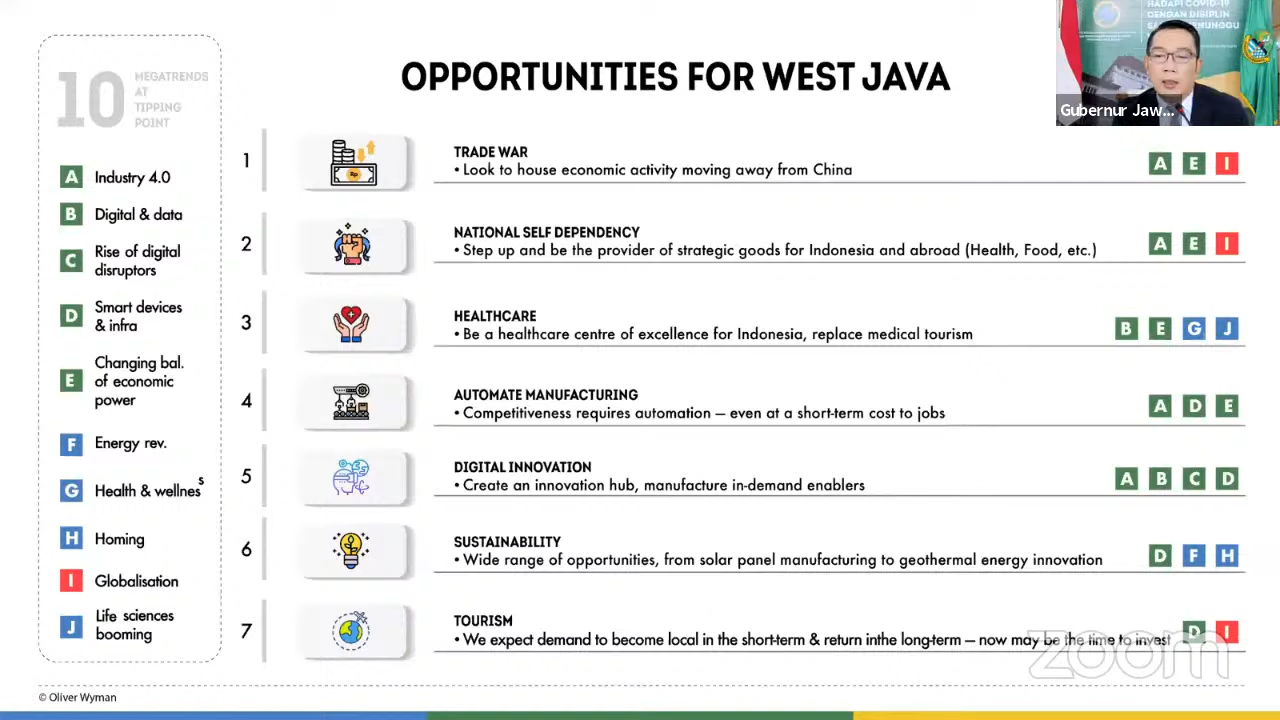 10 MEGATRENDS
AT
TIPPING
POINT
A Industry 4.0
B Digital & data
C Rise of digital
disruptors
D Smart devices
& infra
E Changing bal.
of economic
power
F Energy rev.
G Health & wellness
H Homing
I Globalisation
J Life sciences
booming
OPPORTUNITIES FOR WEST JAVA
1
TRADE WAR
• Look to house economic activity moving away from China
A E I
2
NATIONAL SELF DEPENDENCY
• Step up and be the provider of strategic goods for Indonesia and abroad (Health, Food, etc.)
A E I
3
HEALTHCARE
• Be a healthcare centre of excellence for Indonesia, replace medical tourism
B E G J
4
AUTOMATE MANUFACTURING
• Competitiveness requires automation – even at a short-term cost to jobs
A D E
5
DIGITAL INNOVATION
• Create an innovation hub, manufacture in-demand enablers
A B C D
6
SUSTAINABILITY
• Wide range of opportunities, from solar panel manufacturing to geothermal energy innovation
D F H
7
TOURISM
• We expect demand to become local in the short-term & return inthe long-term – now may be the time to invest
D I
© Oliver Wyman
HADAPI COVID-19
DENGAN DISIPLIN
Gubernur Jaw...
Rp
zoom